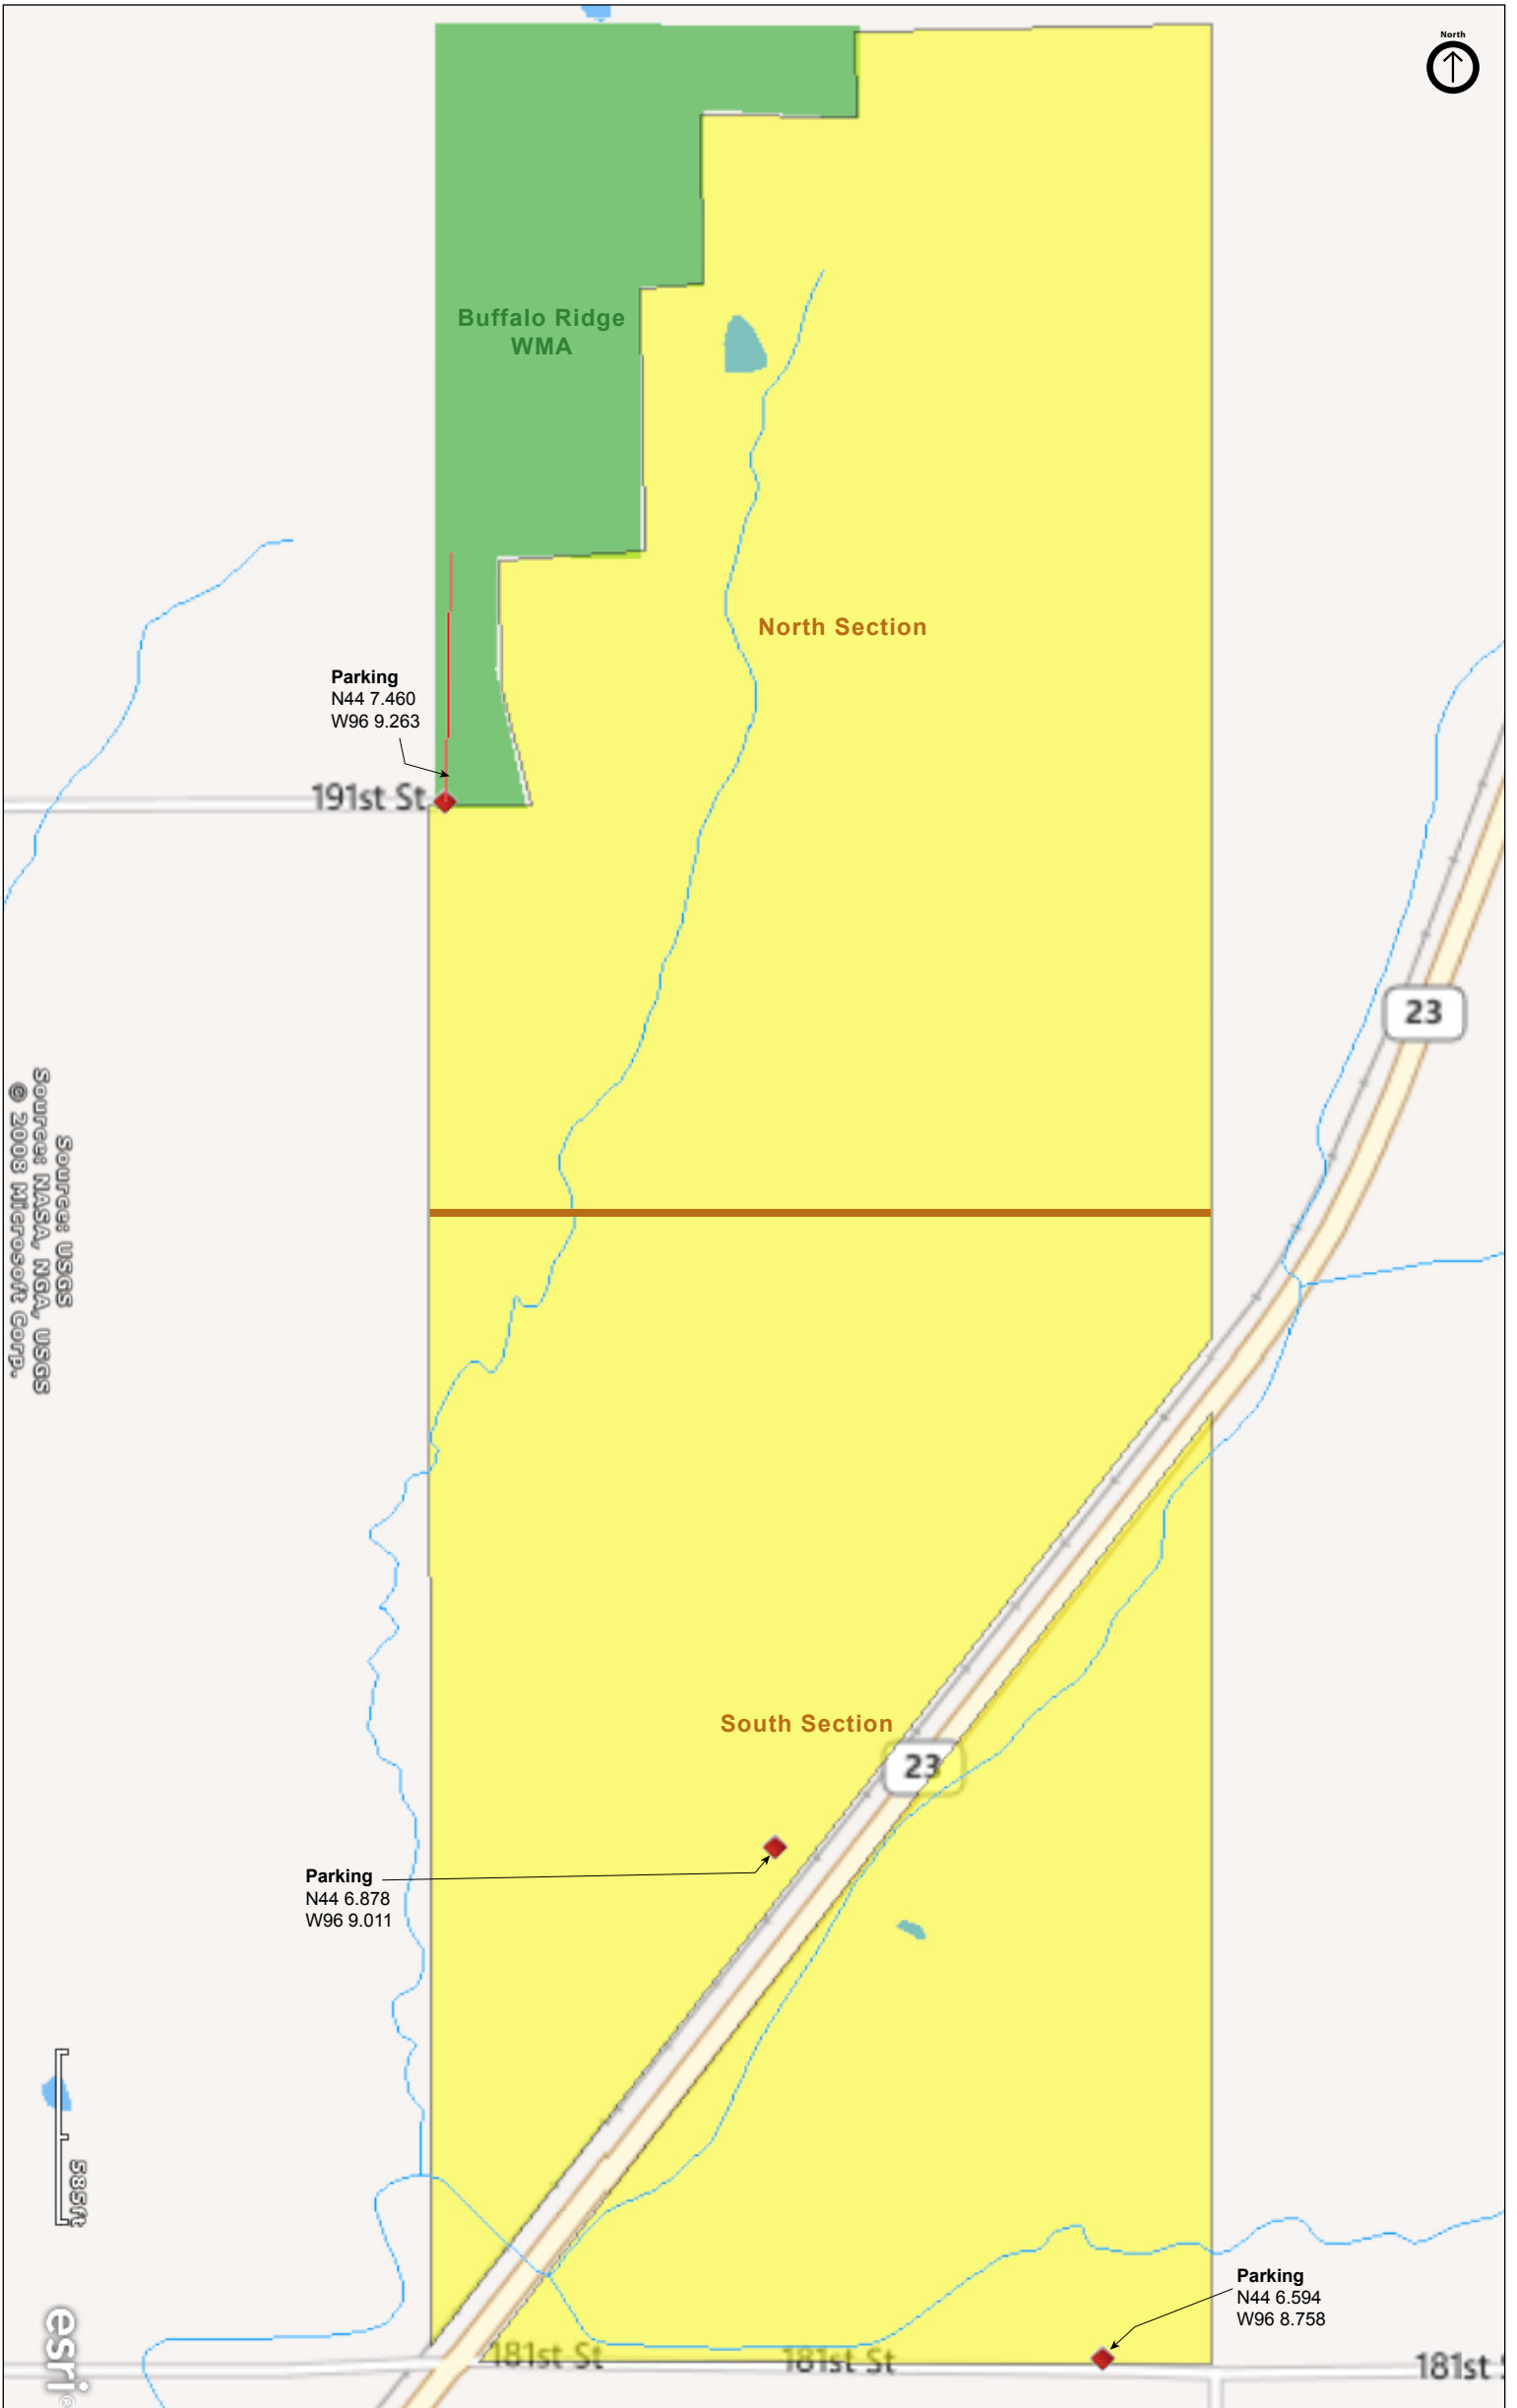 North
Buffalo Ridge
WMA
North Section
Parking
N44 7.460
W96 9.263
191st St
23
Source: USGS
Source: NASA, NGA, USGS
© 2008 Microsoft Corp.
South Section
23
Parking
N44 6.878
W96 9.011
585ft
Parking
N44 6.594
W96 8.758
181st St
181st St
181st S
esri®